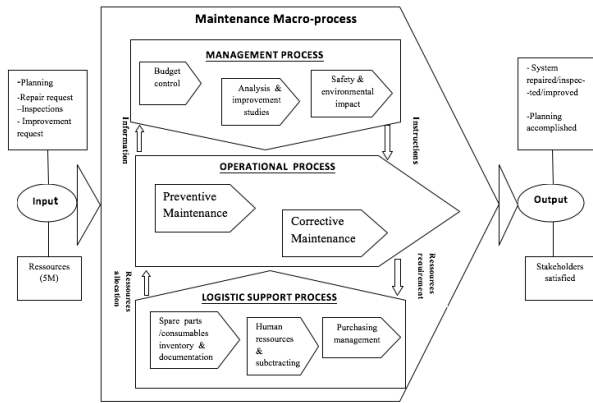 Maintenance Macro-process
-Planning
-Repair request
–Inspections
- Improvement
request
Input
Ressources
(5M)
MANAGEMENT PROCESS
Budget
control
Analysis &
improvement
studies
Safety &
environmental
impact
Information
Instructions
OPERATIONAL PROCESS
Preventive
Maintenance
Corrective
Maintenance
Ressources
allocation
Ressources
requirement
LOGISTIC SUPPORT PROCESS
Spare parts
/consumables
inventory &
documentation
Human
ressources
&
subctracting
Purchasing
management
- System
repaired/inspec-
-ted/improved
-Planning
accomplished
Output
Stakeholders
satisfied